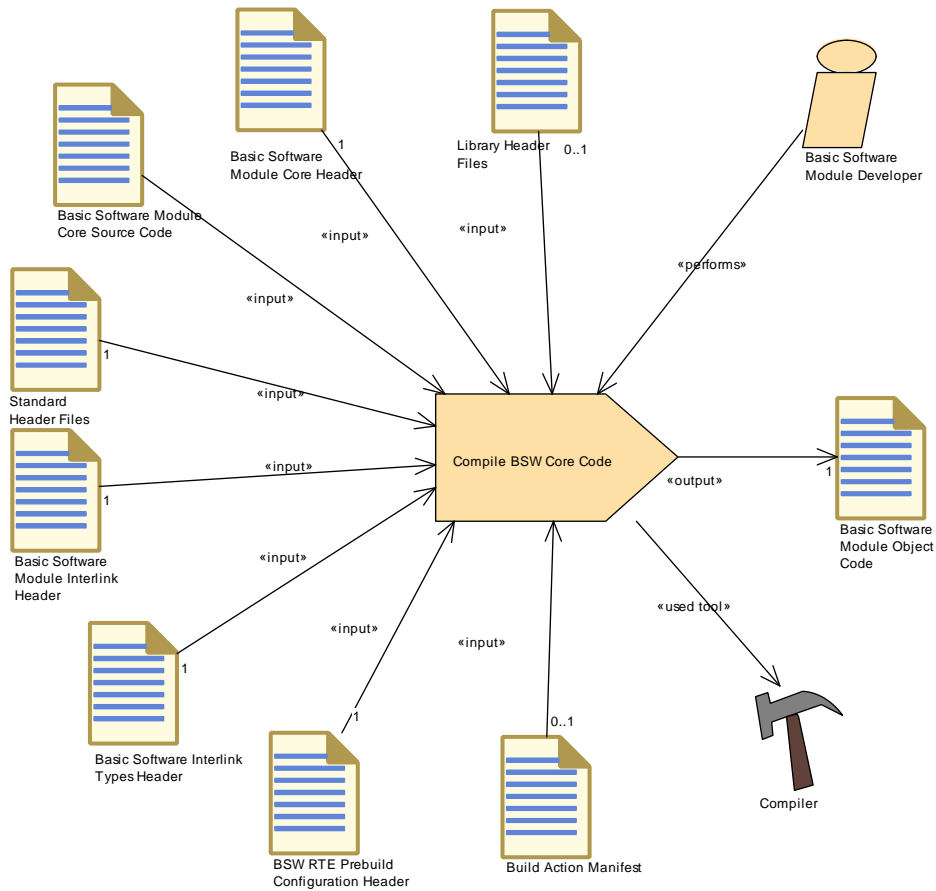 Basic Software
Module Core Header
1
Library Header
Files
0..1
Basic Software
Module Developer
Basic Software Module
Core Source Code
«input»
«input»
«performs»
«input»
1
Standard
Header Files
«input»
Compile BSW Core Code
«output»
1
Basic Software
Module Object
Code
«input»
1
Basic Software
Module Interlink
Header
«input»
«used tool»
«input»
«input»
1
Basic Software Interlink
Types Header
1
0..1
Compiler
BSW RTE Prebuild
Configuration Header
Build Action Manifest